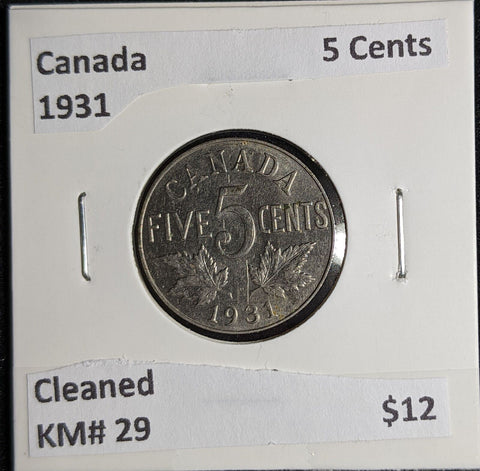 Canada 5 Cents
1931
CANADA
FIVE 5 CENTS
1931
Cleaned
KM# 29 $12